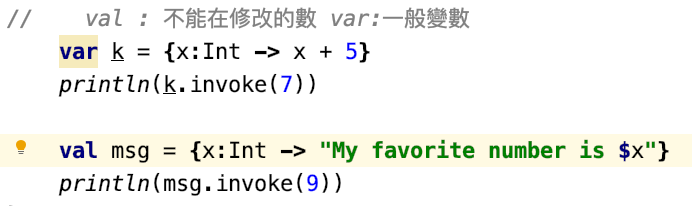 // val : 不能在修改的數 var:一般變數
var k = {x:Int -> x + 5}
println(k.invoke(7))
val msg = {x:Int -> "My favorite number is $x"}
println(msg.invoke(9))